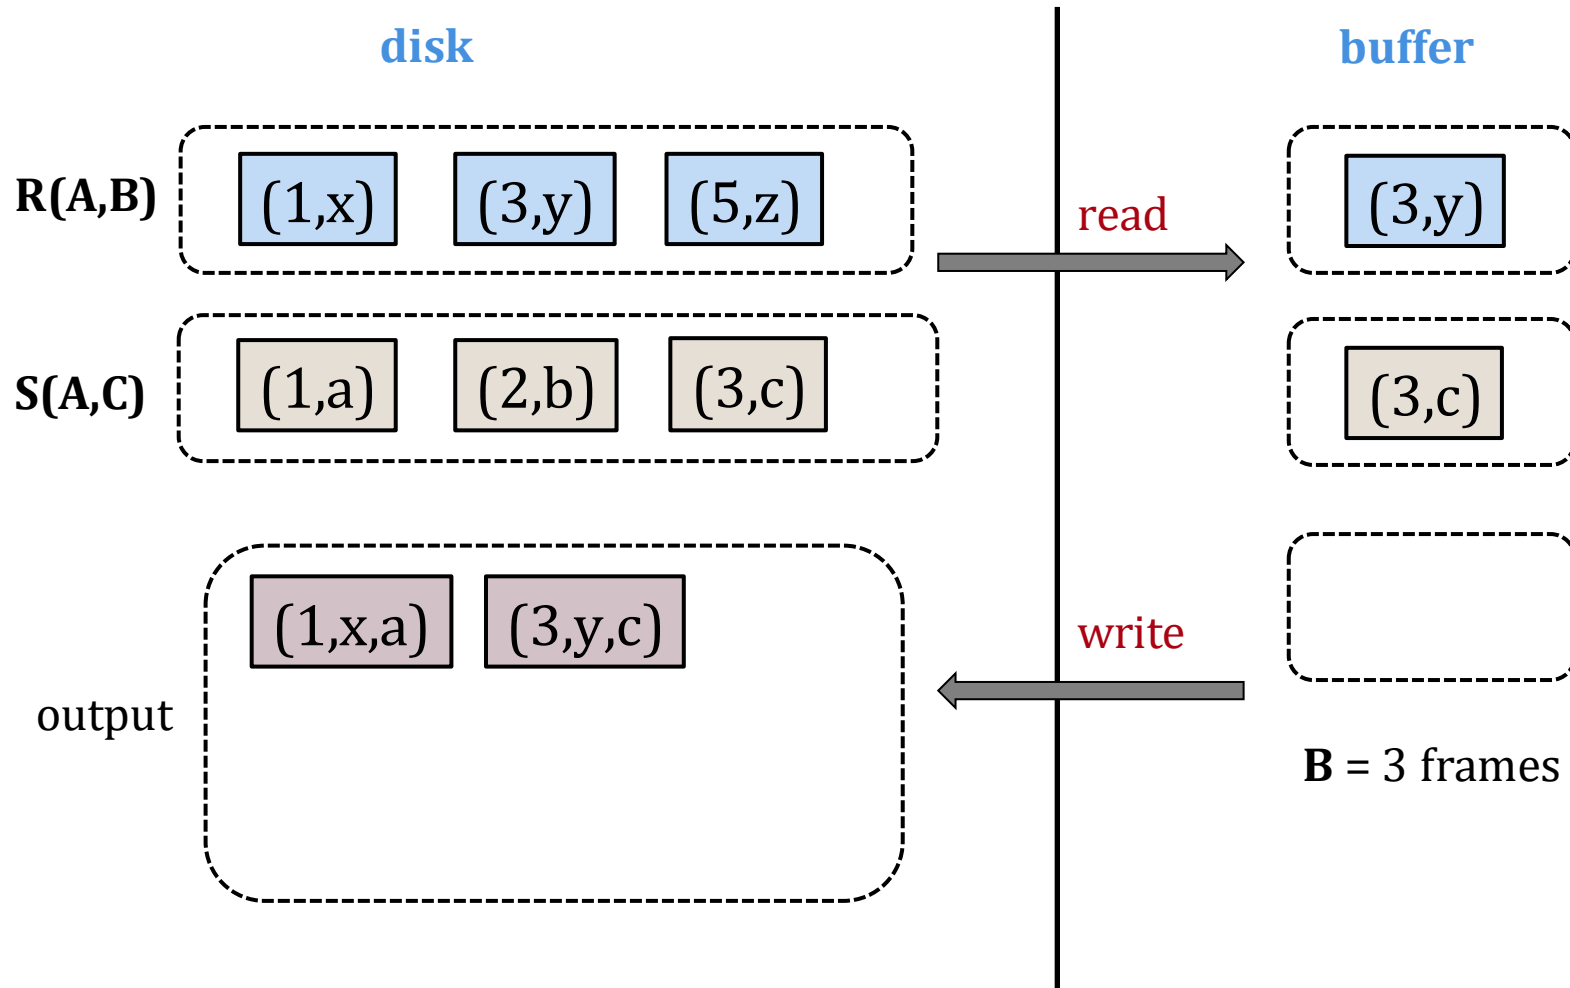 disk
buffer
R(A,B)
(1,x) (3,y) (5,z)
read
(3,y)
S(A,C)
(1,a) (2,b) (3,c)
(3,c)
(1,x,a) (3,y,c)
write
output
B = 3 frames